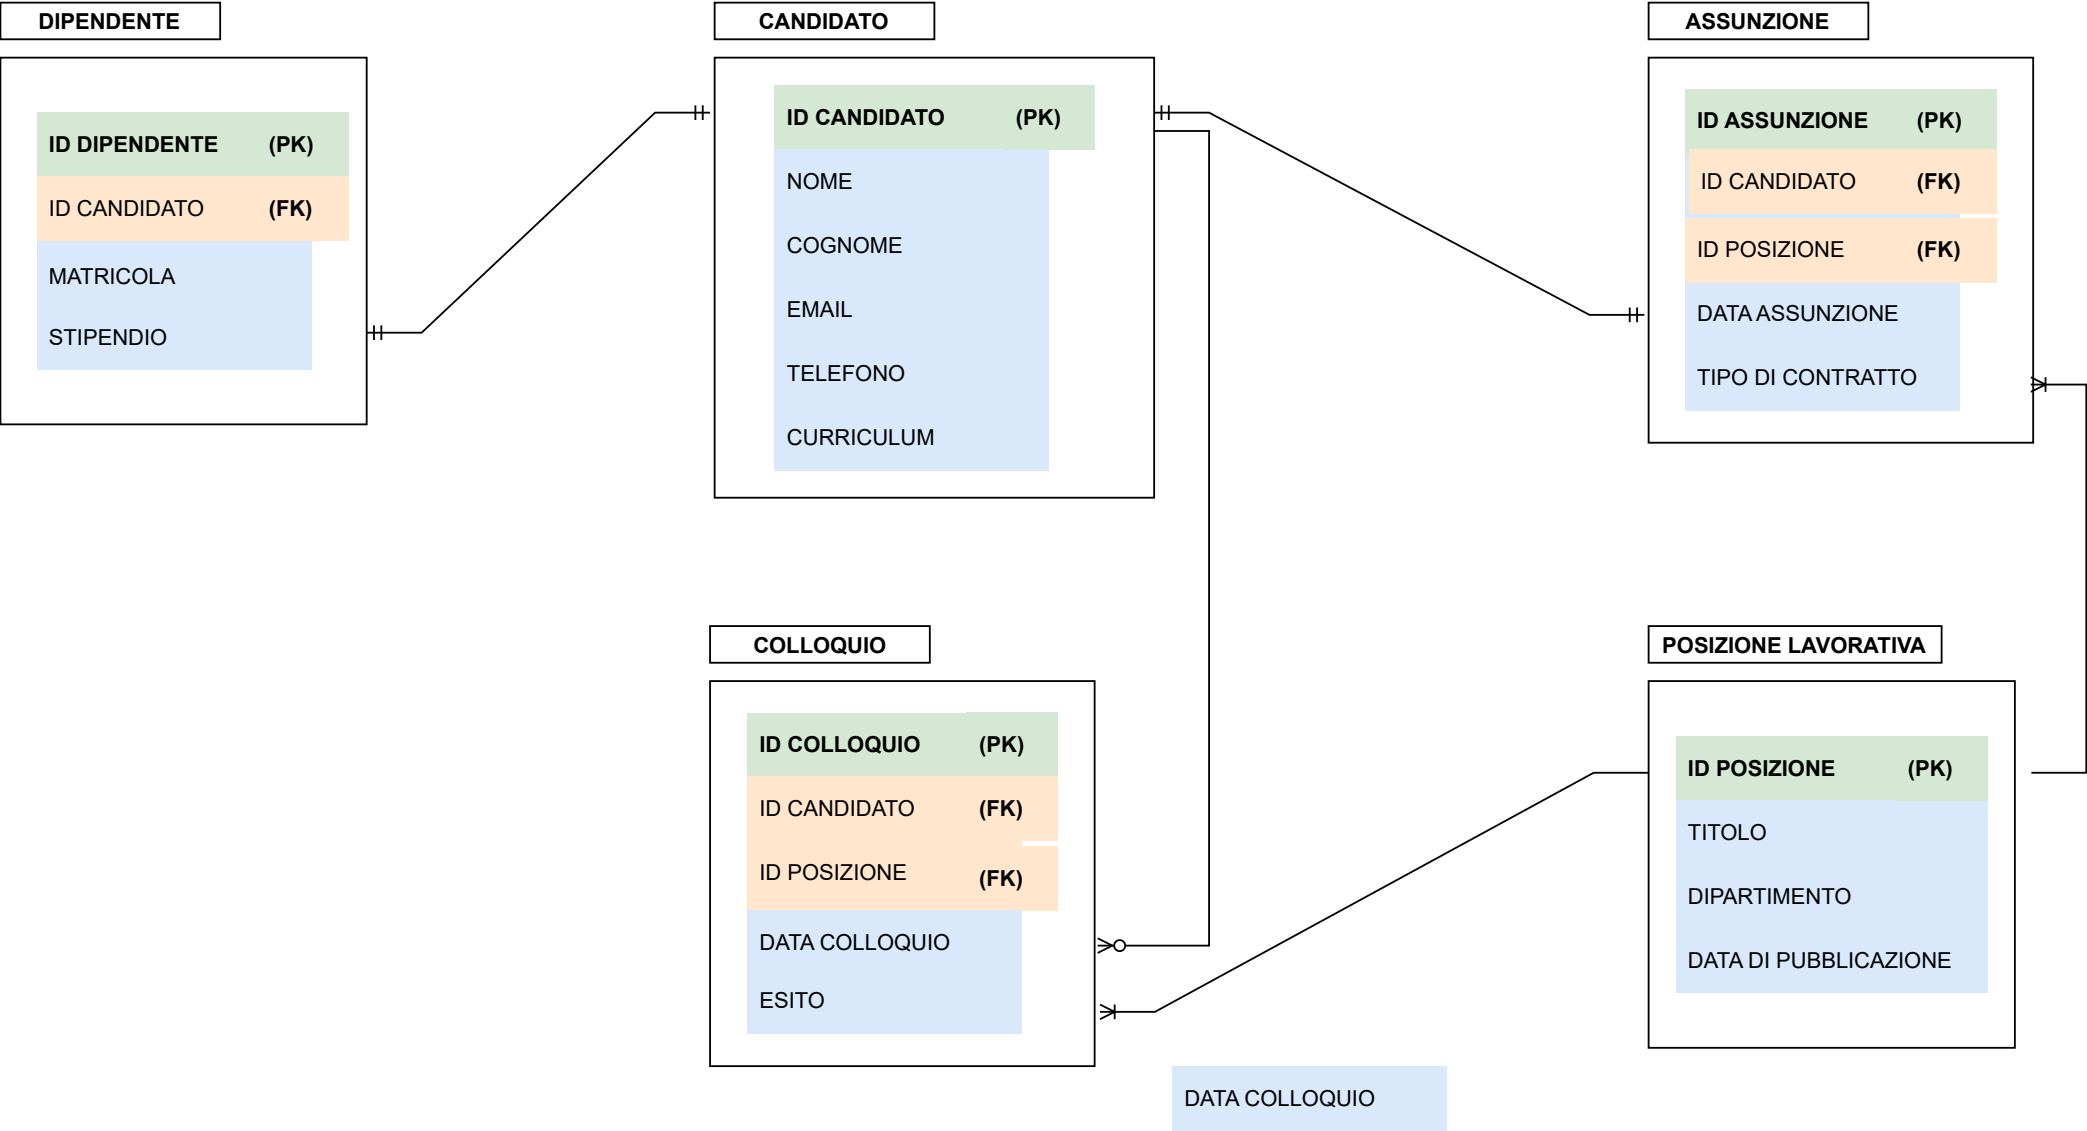 DIPENDENTE
ID DIPENDENTE (PK)
ID CANDIDATO (FK)
MATRICOLA
STIPENDIO
CANDIDATO
ID CANDIDATO (PK)
NOME
COGNOME
EMAIL
TELEFONO
CURRICULUM
ASSUNZIONE
ID ASSUNZIONE (PK)
ID CANDIDATO (FK)
ID POSIZIONE (FK)
DATA ASSUNZIONE
TIPO DI CONTRATTO
COLLOQUIO
ID COLLOQUIO (PK)
ID CANDIDATO (FK)
ID POSIZIONE (FK)
DATA COLLOQUIO
ESITO
POSIZIONE LAVORATIVA
ID POSIZIONE (PK)
TITOLO
DIPARTIMENTO
DATA DI PUBBLICAZIONE
DATA COLLOQUIO